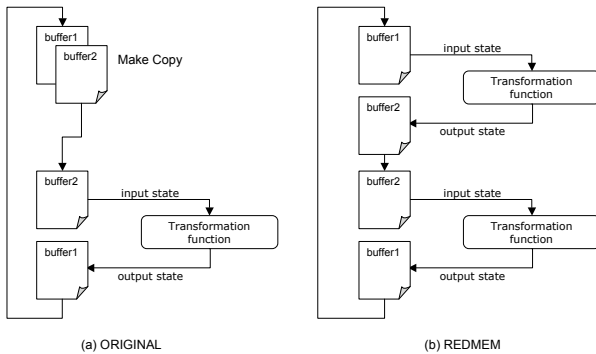 buffer1
buffer2
Make Copy
buffer2
input state
Transformation
function
buffer1
output state
(a) ORIGINAL
buffer1
input state
Transformation
function
buffer2
output state
buffer2
input state
Transformation
function
buffer1
output state
(b) REDMEM